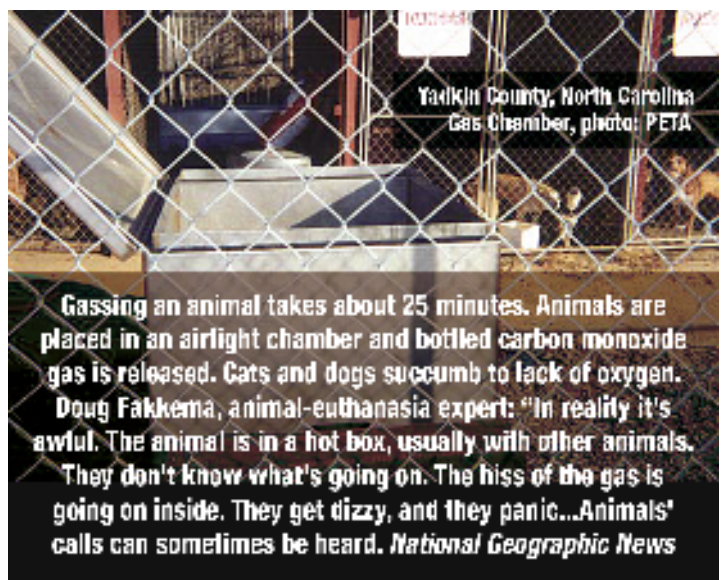 Yadkin County, North Carolina
Gas Chamber, photo: PETA
Gassing an animal takes about 25 minutes. Animals are
placed in an airtight chamber and bottled carbon monoxide
gas is released. Cats and dogs succumb to lack of oxygen.
Doug Fakkema, animal-euthanasia expert: “In reality it's
awful. The animal is in a hot box, usually with other animals.
They don't know what's going on. The hiss of the gas is
going on inside. They get dizzy, and they panic...Animals'
calls can sometimes be heard. National Geographic News